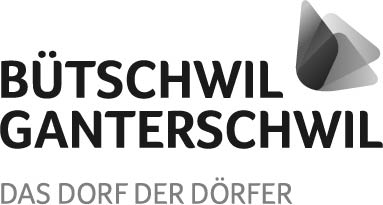 BÜTSCHWIL
GANTERSCHWIL
DAS DORF DER DÖRFER